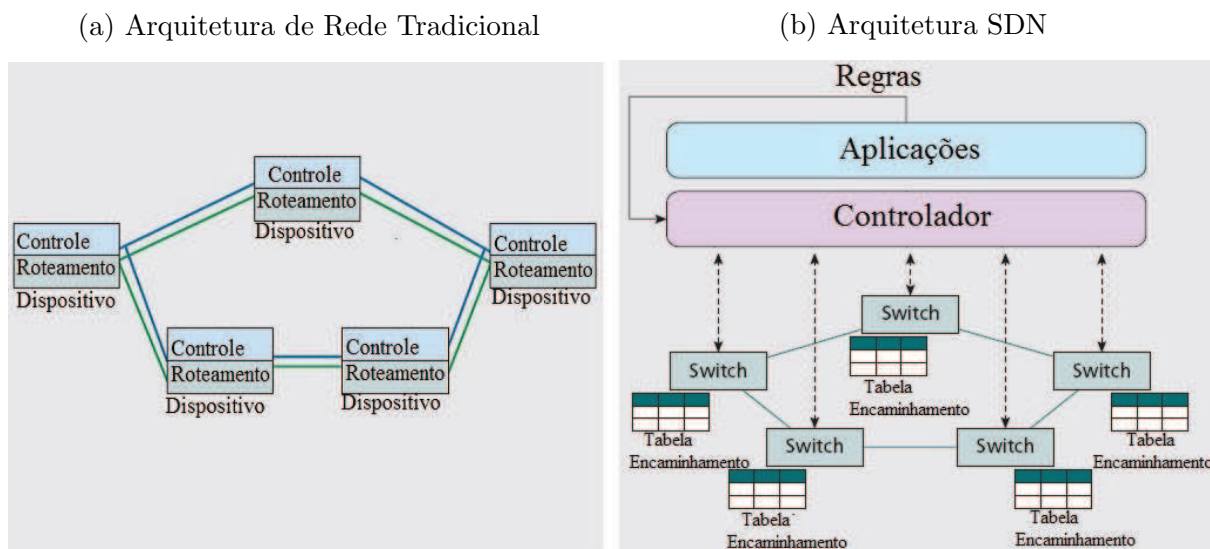 (a) Arquitetura de Rede Tradicional
Controle
Roteamento
Dispositivo
Controle
Roteamento
Dispositivo
Controle
Roteamento
Dispositivo
Controle
Roteamento
Dispositivo
Controle
Roteamento
Dispositivo
(b) Arquitetura SDN
Regras
Aplicações
Controlador
Switch
Tabela
Encaminhamento
Switch
Tabela
Encaminhamento
Switch
Tabela
Encaminhamento
Switch
Tabela
Encaminhamento
Switch
Tabela
Encaminhamento